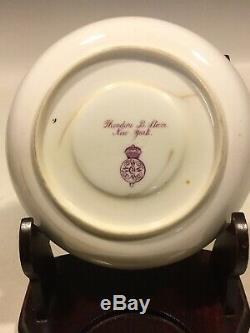 Theodore B. Starr
New York.